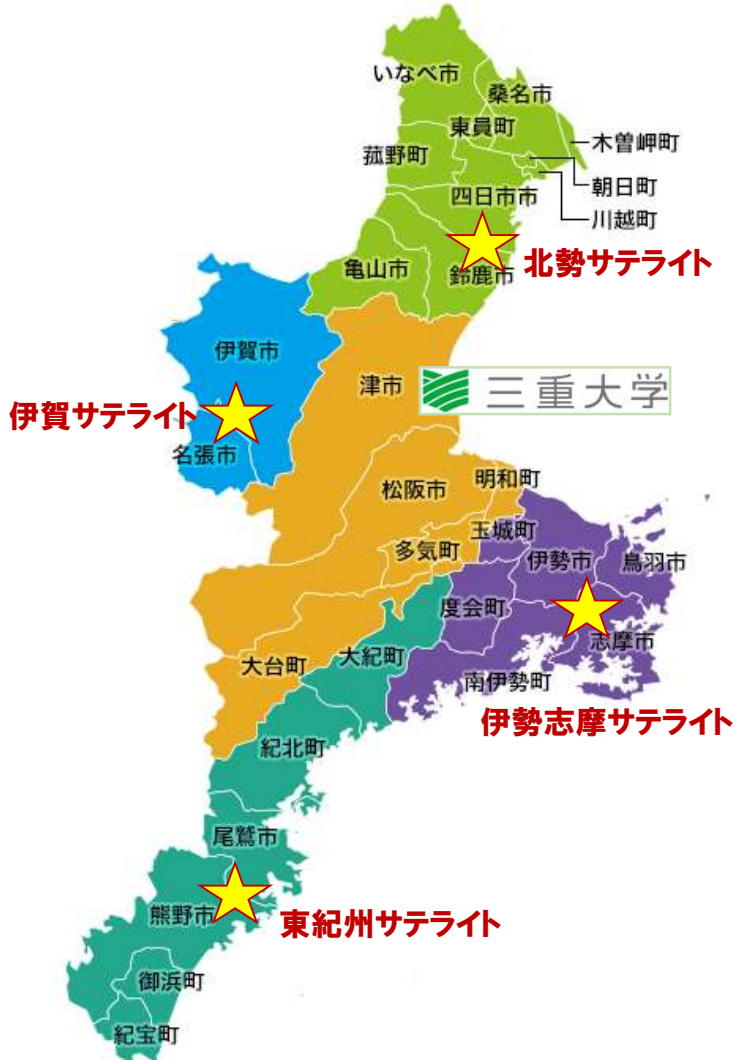 いなべ市
桑名市
東員町
木曽岬町
菰野町
朝日町
四日市市
川越町
北勢サテライト
亀山市
鈴鹿市
伊賀市
津市
三重大学
伊賀サテライト
名張市
松阪市
明和町
玉城町
多気町
伊勢市
鳥羽市
度会町
志摩市
大紀町
大台町
南伊勢町
伊勢志摩サテライト
紀北町
尾鷲市
熊野市
東紀州サテライト
御浜町
紀宝町